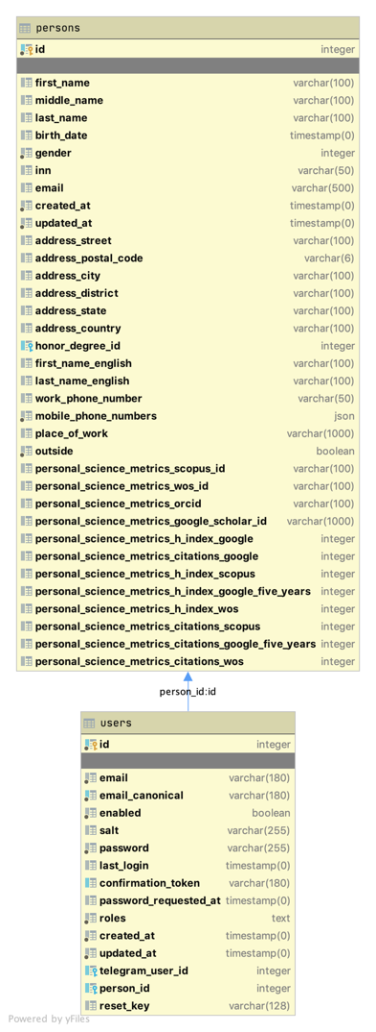 persons
id integer
first_name varchar(100)
middle_name varchar(100)
last_name varchar(100)
birth_date timestamp(0)
gender integer
inn varchar(50)
email varchar(500)
created_at timestamp(0)
updated_at timestamp(0)
address_street varchar(100)
address_postal_code varchar(6)
address_city varchar(100)
address_district varchar(100)
address_state varchar(100)
address_country varchar(100)
honor_degree_id integer
first_name_english varchar(100)
last_name_english varchar(100)
work_phone_number varchar(50)
mobile_phone_numbers json
place_of_work varchar(1000)
outside boolean
personal_science_metrics_scopus_id varchar(100)
personal_science_metrics_wos_id varchar(100)
personal_science_metrics_orcid varchar(100)
personal_science_metrics_google_scholar_id varchar(1000)
personal_science_metrics_h_index_google integer
personal_science_metrics_citations_google integer
personal_science_metrics_h_index_scopus integer
personal_science_metrics_h_index_google_five_years integer
personal_science_metrics_h_index_wos integer
personal_science_metrics_citations_scopus integer
personal_science_metrics_citations_google_five_years integer
personal_science_metrics_citations_wos integer
person_id:id
users
id integer
email varchar(180)
email_canonical varchar(180)
enabled boolean
salt varchar(255)
password varchar(255)
last_login timestamp(0)
confirmation_token varchar(180)
password_requested_at timestamp(0)
roles text
created_at timestamp(0)
updated_at timestamp(0)
telegram_user_id integer
person_id integer
reset_key varchar(128)
Powered by yFiles